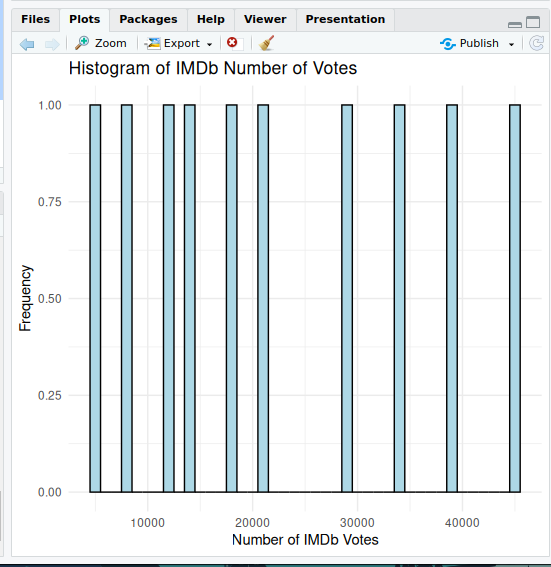 Files Plots Packages Help Viewer Presentation
Zoom Export Publish
Histogram of IMDb Number of Votes
1.00
0.75
0.50
0.25
0.00
Frequency
10000 20000 30000 40000
Number of IMDb Votes